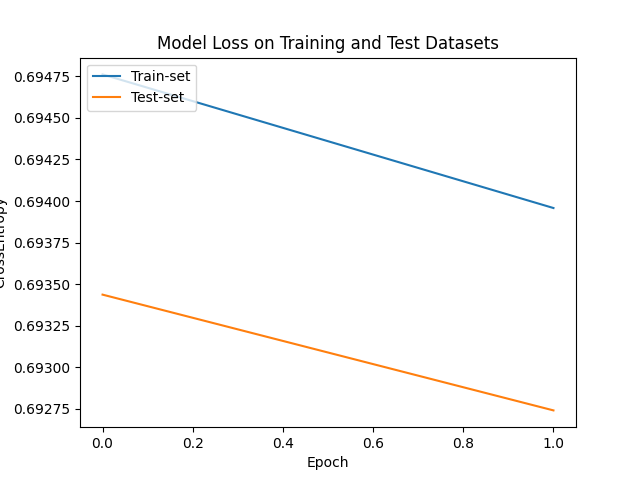 Model Loss on Training and Test Datasets
Train-set
Test-set
0.69475
0.69450
0.69425
0.69400
0.69375
0.69350
0.69325
0.69300
0.69275
CrossEntropy
0.0 0.2 0.4 0.6 0.8 1.0
Epoch